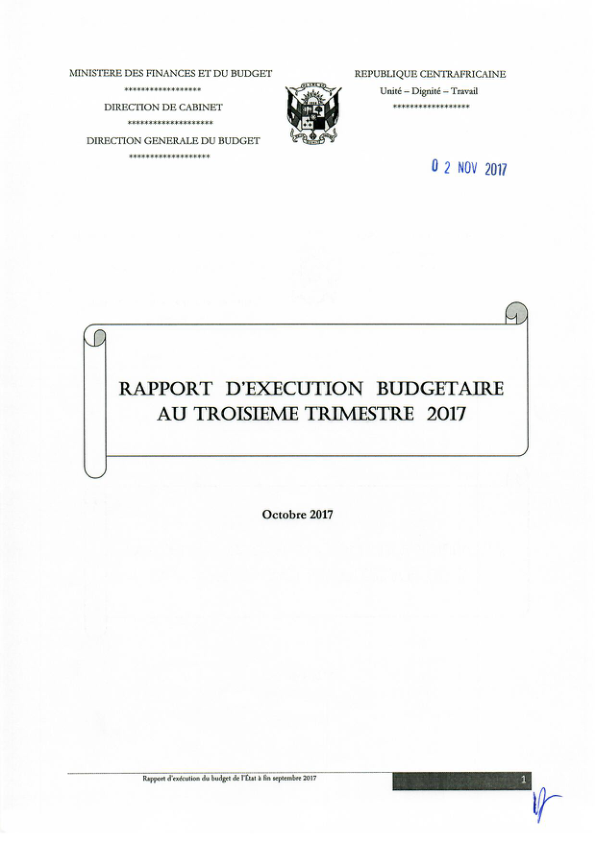 MINISTERE DES FINANCES ET DU BUDGET
******************
DIRECTION DE CABINET
********************
DIRECTION GENERALE DU BUDGET
*******************
REPUBLIQUE CENTRAFRICAINE
Unité – Dignité – Travail
******************
0 2 NOV 2017
RAPPORT D'EXECUTION BUDGETAIRE
AU TROISIEME TRIMESTRE 2017
Octobre 2017
Rapport d'exécution du budget de l'État à fin septembre 2017
1